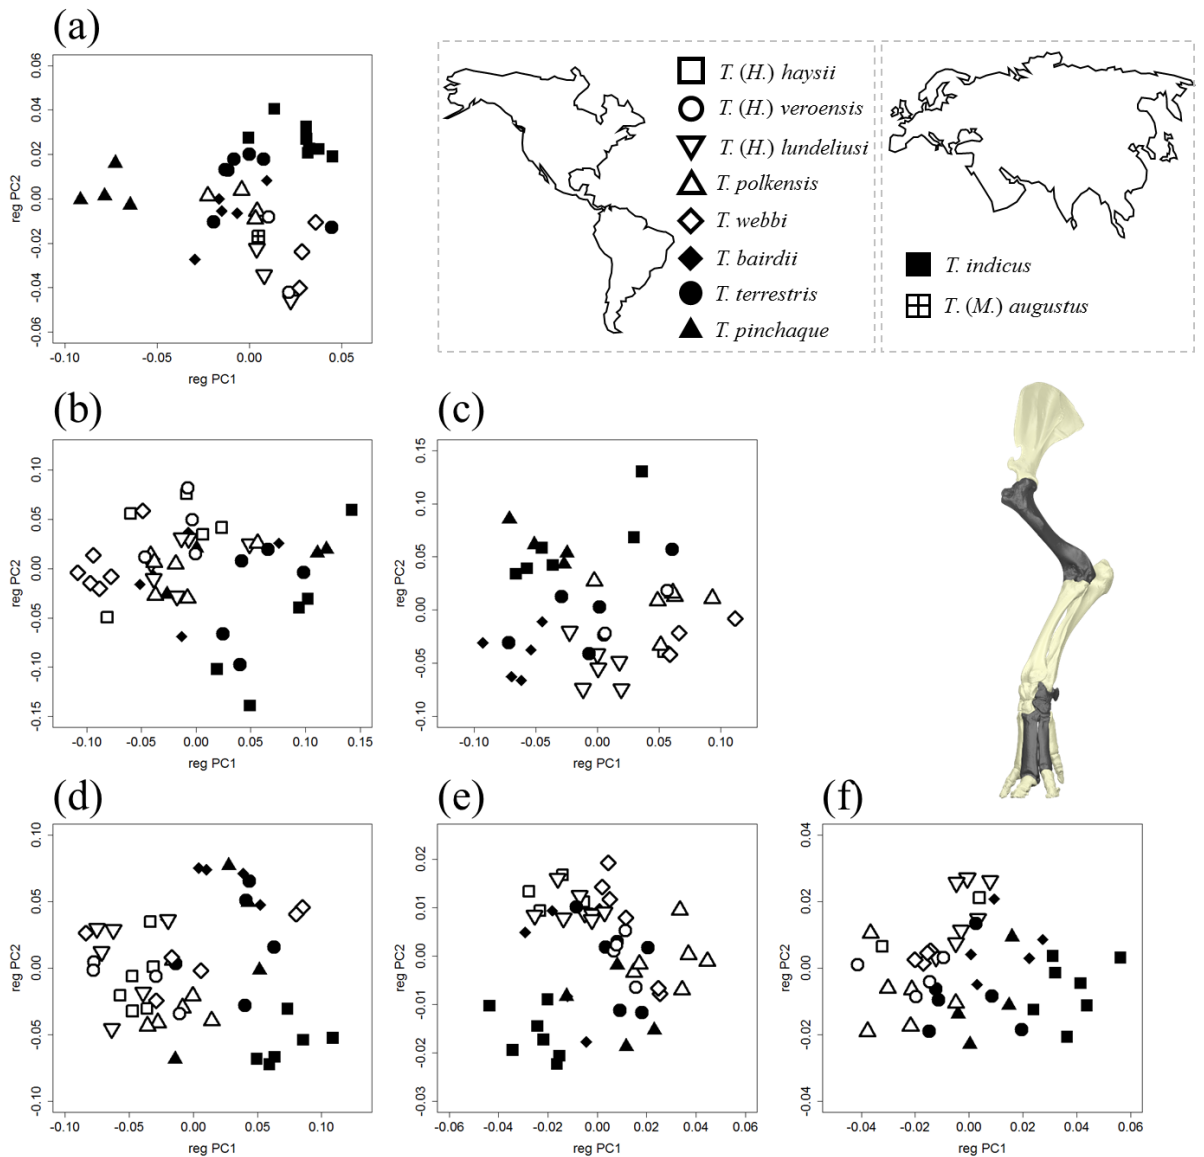 (a)
0.06
0.04
0.02
0.00
-0.02
-0.04
-0.06
reg PC2
-0.10
-0.05
0.00
0.05
reg PC1
T. (H.) haysii
T. (H.) veroensis
T. (H.) lundeliusi
T. polkensis
T. webbi
T. bairdii
T. terrestris
T. pinchaque
T. indicus
T. (M.) augustus
(b)
0.10
0.05
0.00
-0.05
-0.10
-0.15
reg PC2
-0.10
-0.05
0.00
0.05
0.10
0.15
reg PC1
(c)
0.15
0.10
0.05
0.00
-0.05
-0.10
reg PC2
-0.10
-0.05
0.00
0.05
0.10
reg PC1
(d)
0.10
0.05
0.00
-0.05
-0.10
reg PC2
-0.10
-0.05
0.00
0.05
0.10
reg PC1
(e)
0.02
0.01
0.00
-0.01
-0.02
-0.03
reg PC2
-0.06
-0.04
-0.02
0.00
0.02
0.04
0.06
reg PC1
(f)
0.04
0.02
0.00
-0.02
-0.04
reg PC2
-0.04
-0.02
0.00
0.02
0.04
0.06
reg PC1